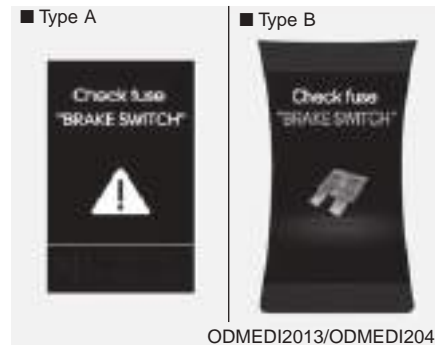 ■ Type A
Check fuse
"BRAKE SWITCH"
■ Type B
Check fuse
"BRAKE SWITCH"
ODMEDI2013/ODMEDI204